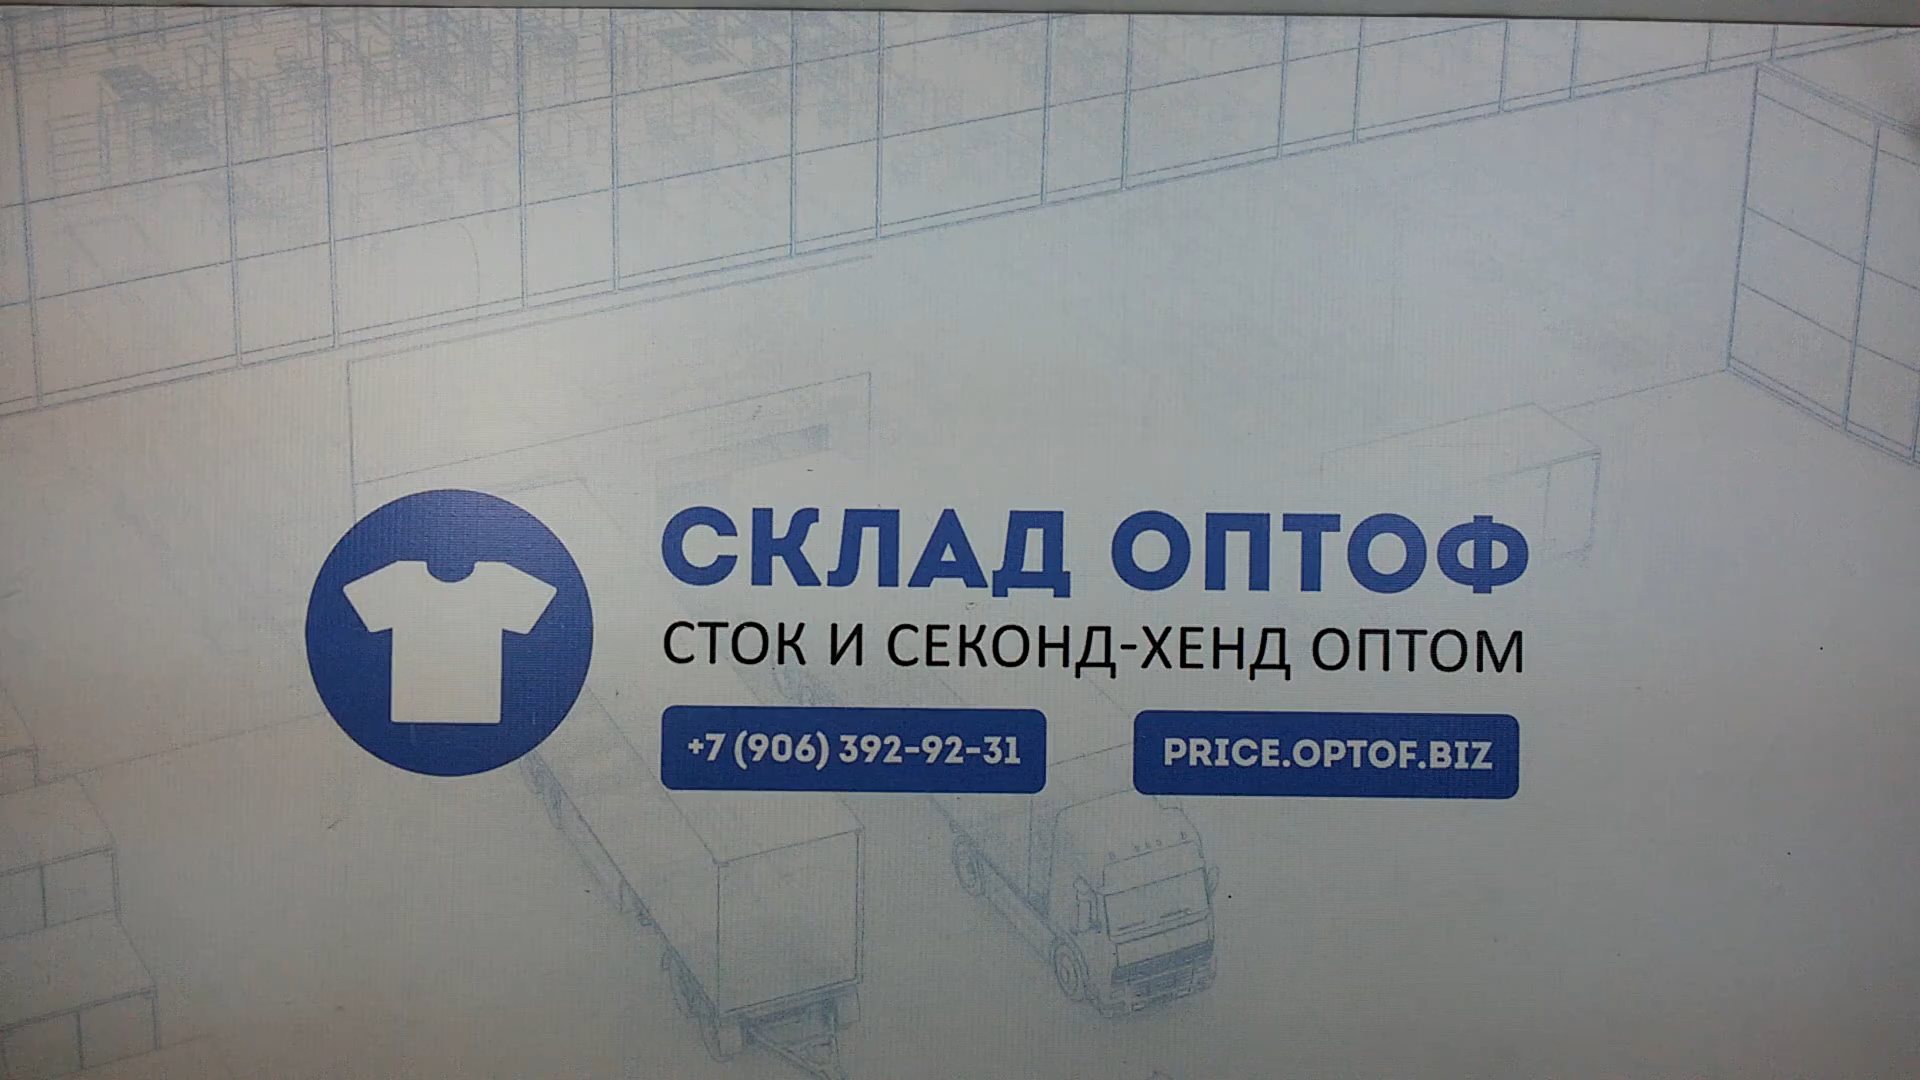 СКЛАД ОПТОФ
СТОК И СЕКОНД-ХЕНД ОПТОМ
+7 (906) 392-92-31
PRICE.OPTOF.BIZ